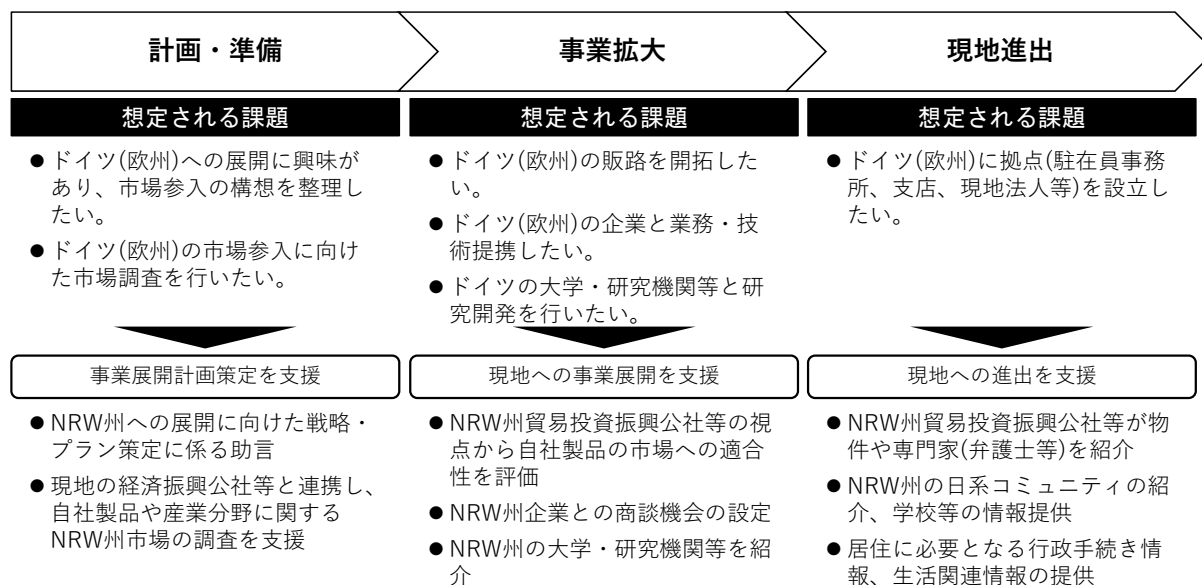 計画・準備
事業拡大
現地進出
想定される課題
● ドイツ(欧州)への展開に興味が
あり、市場参入の構想を整理し
たい。
● ドイツ(欧州)の市場参入に向け
た市場調査を行いたい。
想定される課題
● ドイツ(欧州)の販路を開拓した
い。
● ドイツ(欧州)の企業と業務・技
術提携したい。
● ドイツの大学・研究機関等と研
究開発を行いたい。
想定される課題
● ドイツ(欧州)に拠点(駐在員事務
所、支店、現地法人等)を設立し
たい。
事業展開計画策定を支援
● NRW州への展開に向けた戦略・
プラン策定に係る助言
● 現地の経済振興公社等と連携し、
自社製品や産業分野に関する
NRW州市場の調査を支援
現地への事業展開を支援
● NRW州貿易投資振興公社等の視
点から自社製品の市場への適合
性を評価
● NRW州企業との商談機会の設定
● NRW州の大学・研究機関等を紹
介
現地への進出を支援
● NRW州貿易投資振興公社等が物
件や専門家(弁護士等)を紹介
● NRW州の日系コミュニティの紹
介、学校等の情報提供
● 居住に必要となる行政手続き情
報、生活関連情報の提供